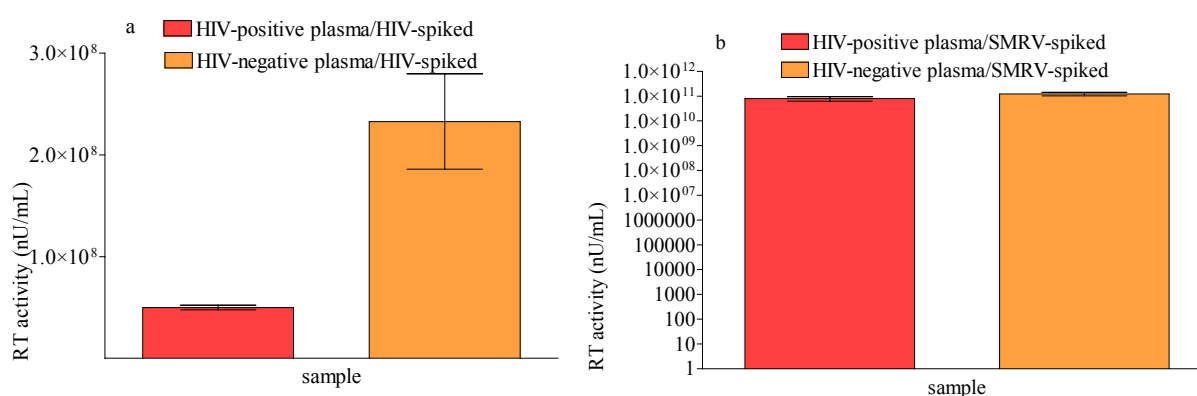 a
HIV-positive plasma/HIV-spiked
HIV-negative plasma/HIV-spiked
3.0×10⁸
2.0×10⁸
1.0×10⁸
RT activity (nU/mL)
sample
b
HIV-positive plasma/SMRV-spiked
HIV-negative plasma/SMRV-spiked
1.0×10¹²
1.0×10¹¹
1.0×10¹⁰
1.0×10⁰⁹
1.0×10⁰⁸
1.0×10⁰⁷
1000000
100000
10000
1000
100
10
1
RT activity (nU/mL)
sample